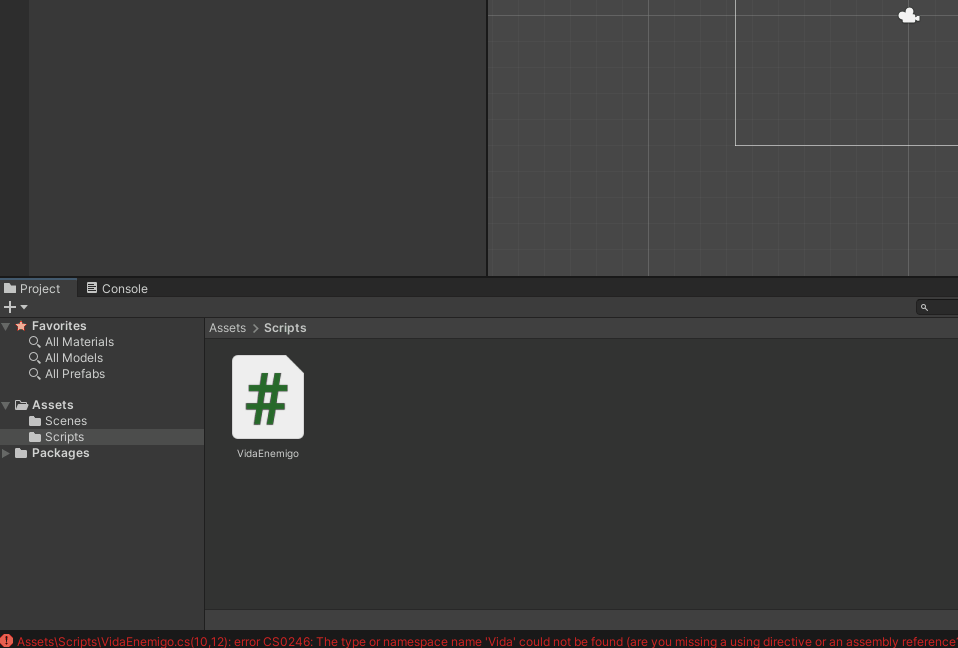 Project
Console
Favorites
All Materials
All Models
All Prefabs
Assets
Scenes
Scripts
Packages
Assets > Scripts
VidaEnemigo
Assets\Scripts\VidaEnemigo.cs(10,12): error CS0246: The type or namespace name 'Vida' could not be found (are you missing a using directive or an assembly reference?